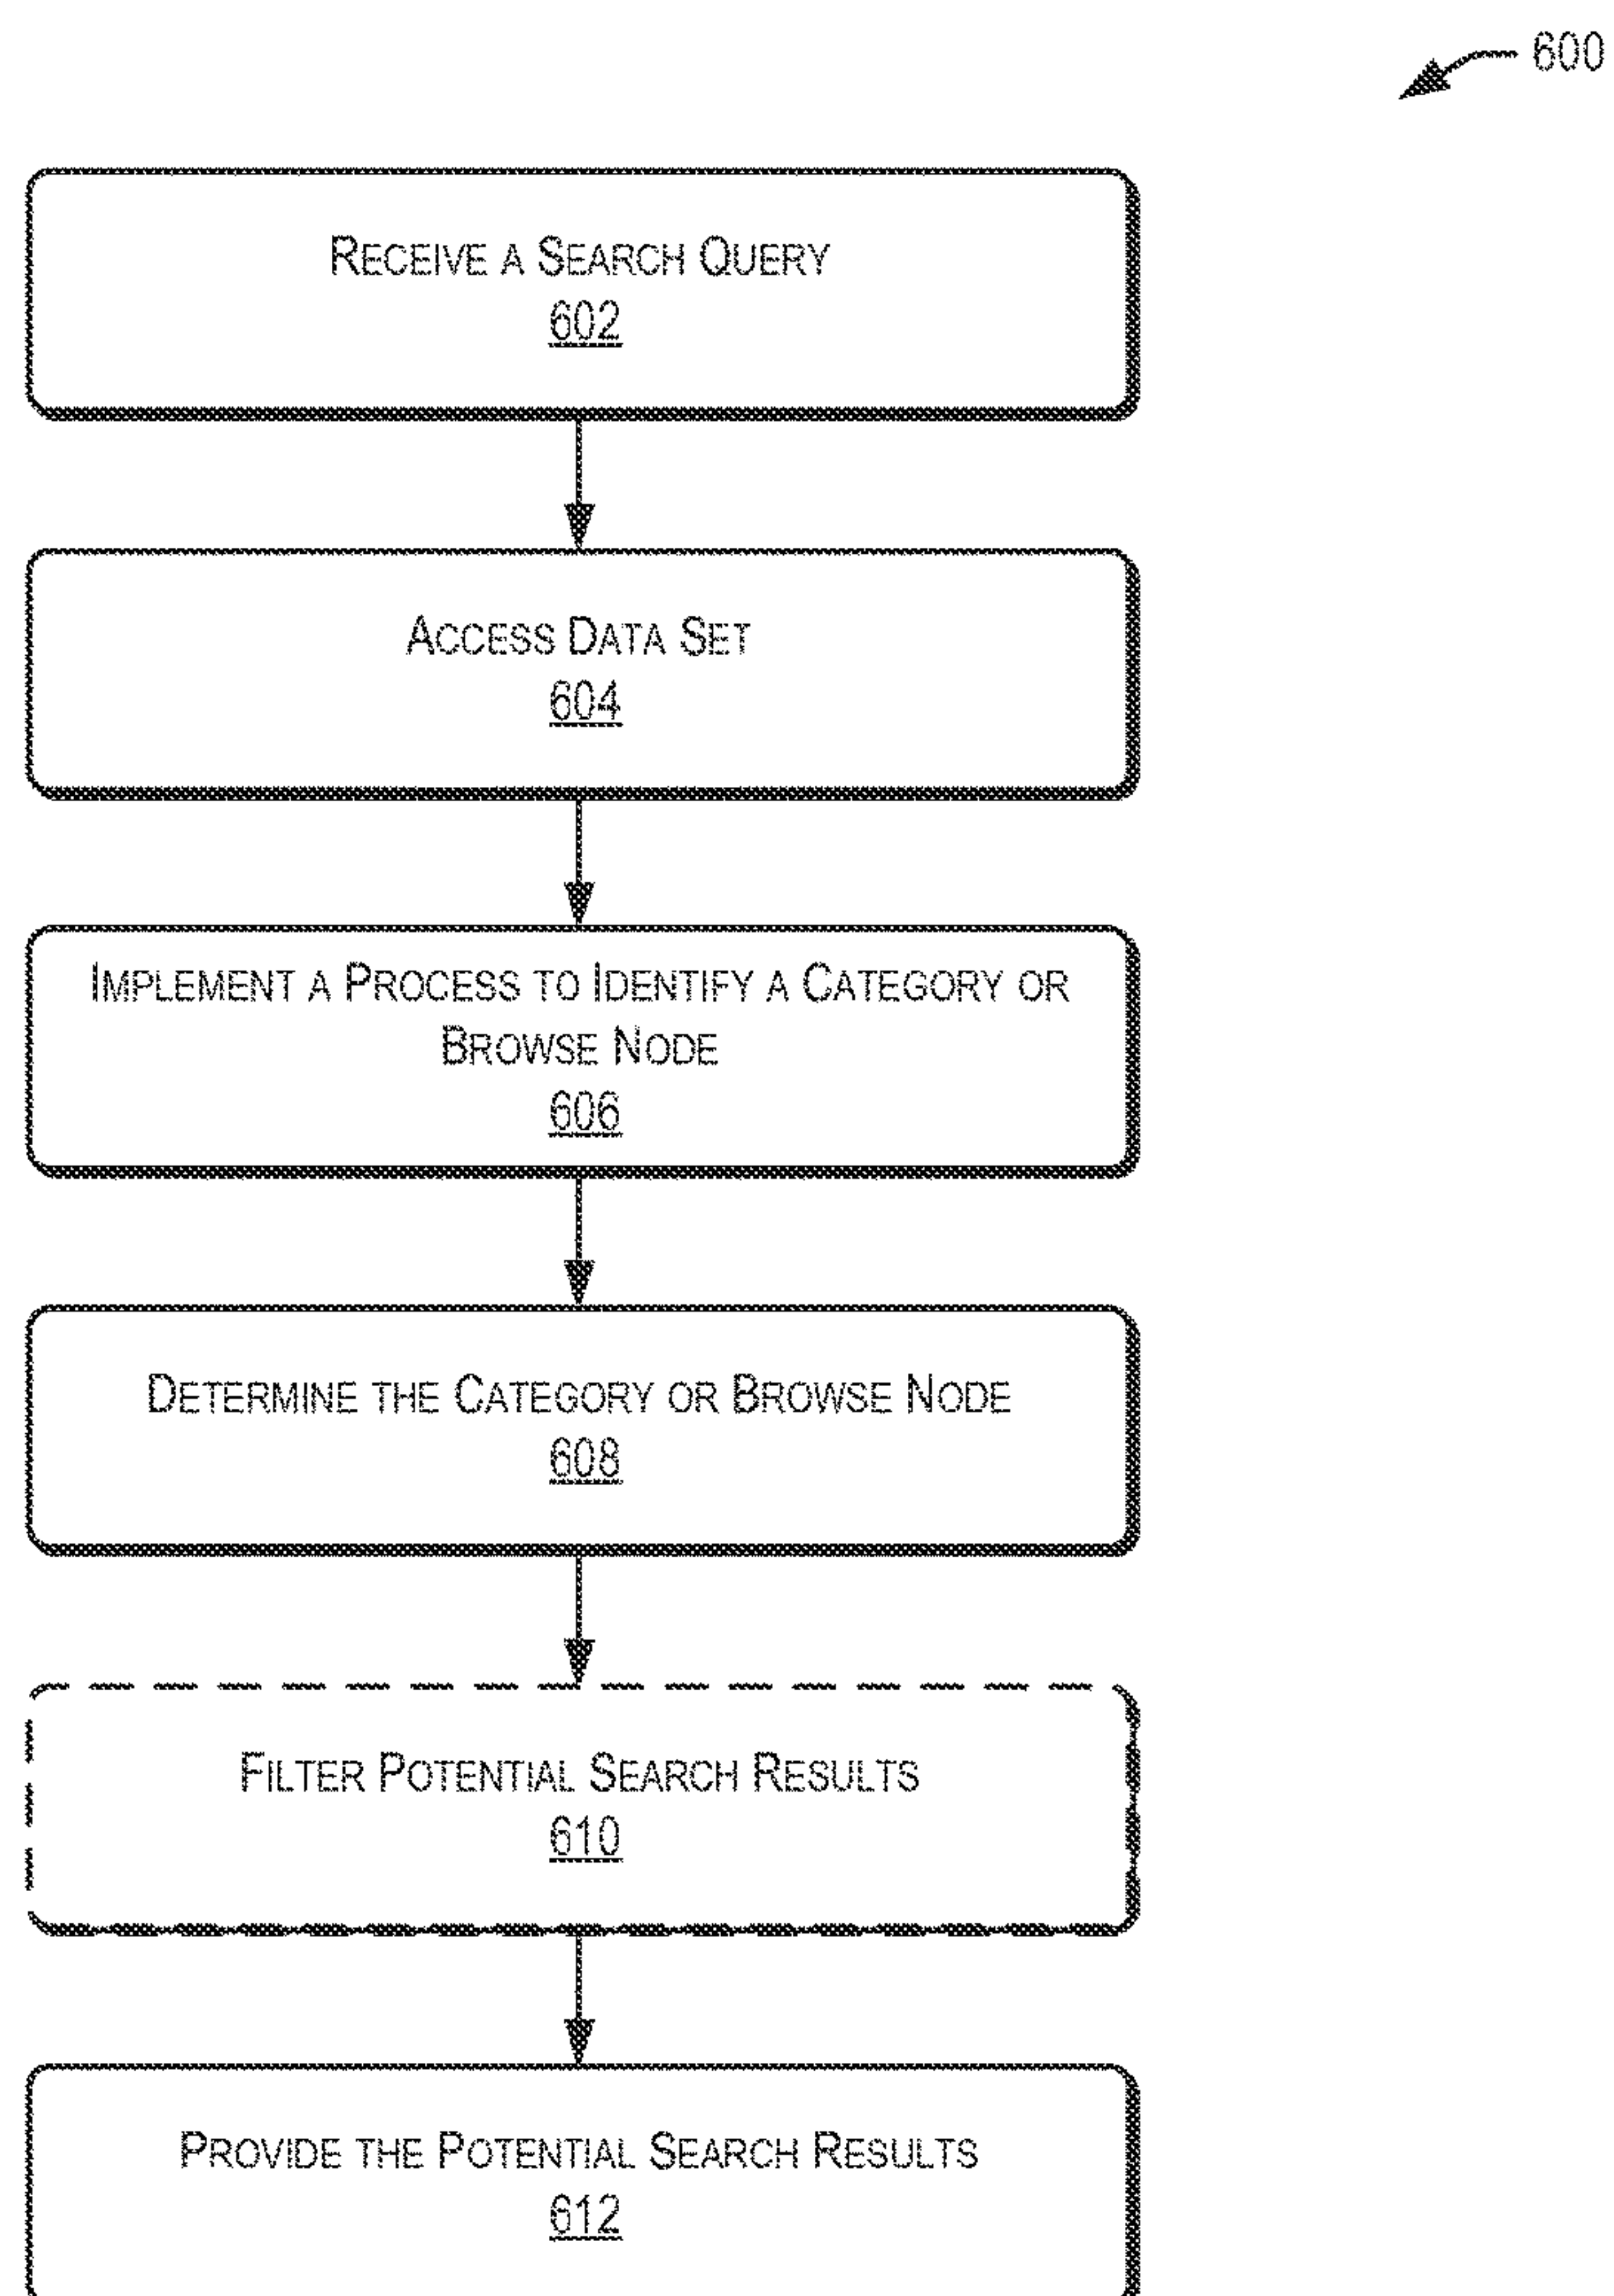 600
RECEIVE A SEARCH QUERY
602
ACCESS DATA SET
604
IMPLEMENT A PROCESS TO IDENTIFY A CATEGORY OR
BROWSE NODE
606
DETERMINE THE CATEGORY OR BROWSE NODE
608
FILTER POTENTIAL SEARCH RESULTS
610
PROVIDE THE POTENTIAL SEARCH RESULTS
612